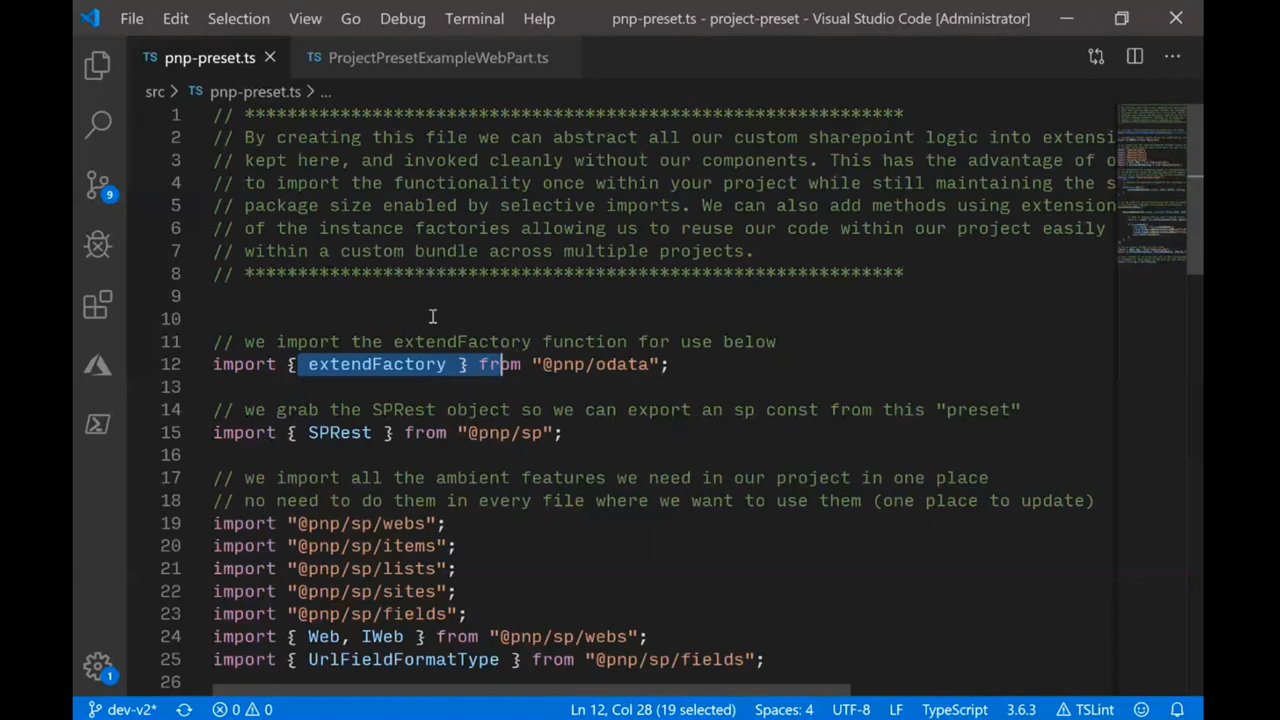 File Edit Selection View Go Debug Terminal Help pnp-preset.ts - project-preset - Visual Studio Code [Administrator]
TS pnp-preset.ts TS ProjectPresetExampleWebPart.ts
src > TS pnp-preset.ts > ...
1 // **************************************************************
2 // By creating this file we can abstract all our custom sharepoint logic into extensi
3 // kept here, and invoked cleanly without our components. This has the advantage of o
4 // to import the functionality once within your project while still maintaining the s
5 // package size enabled by selective imports. We can also add methods using extension
6 // of the instance factories allowing us to reuse our code within our project easily
7 // within a custom bundle across multiple projects.
8 // **************************************************************
9
10
11 // we import the extendFactory function for use below
12 import { extendFactory } from "@pnp/odata";
13
14 // we grab the SPRest object so we can export an sp const from this "preset"
15 import { SPRest } from "@pnp/sp";
16
17 // we import all the ambient features we need in our project in one place
18 // no need to do them in every file where we want to use them (one place to update)
19 import "@pnp/sp/webs";
20 import "@pnp/sp/items";
21 import "@pnp/sp/lists";
22 import "@pnp/sp/sites";
23 import "@pnp/sp/fields";
24 import { Web, IWeb } from "@pnp/sp/webs";
25 import { UrlFieldFormatType } from "@pnp/sp/fields";
26
9
1
dev-v2* 0 0 Ln 12, Col 28 (19 selected) Spaces: 4 UTF-8 LF TypeScript 3.6.3 TSLint